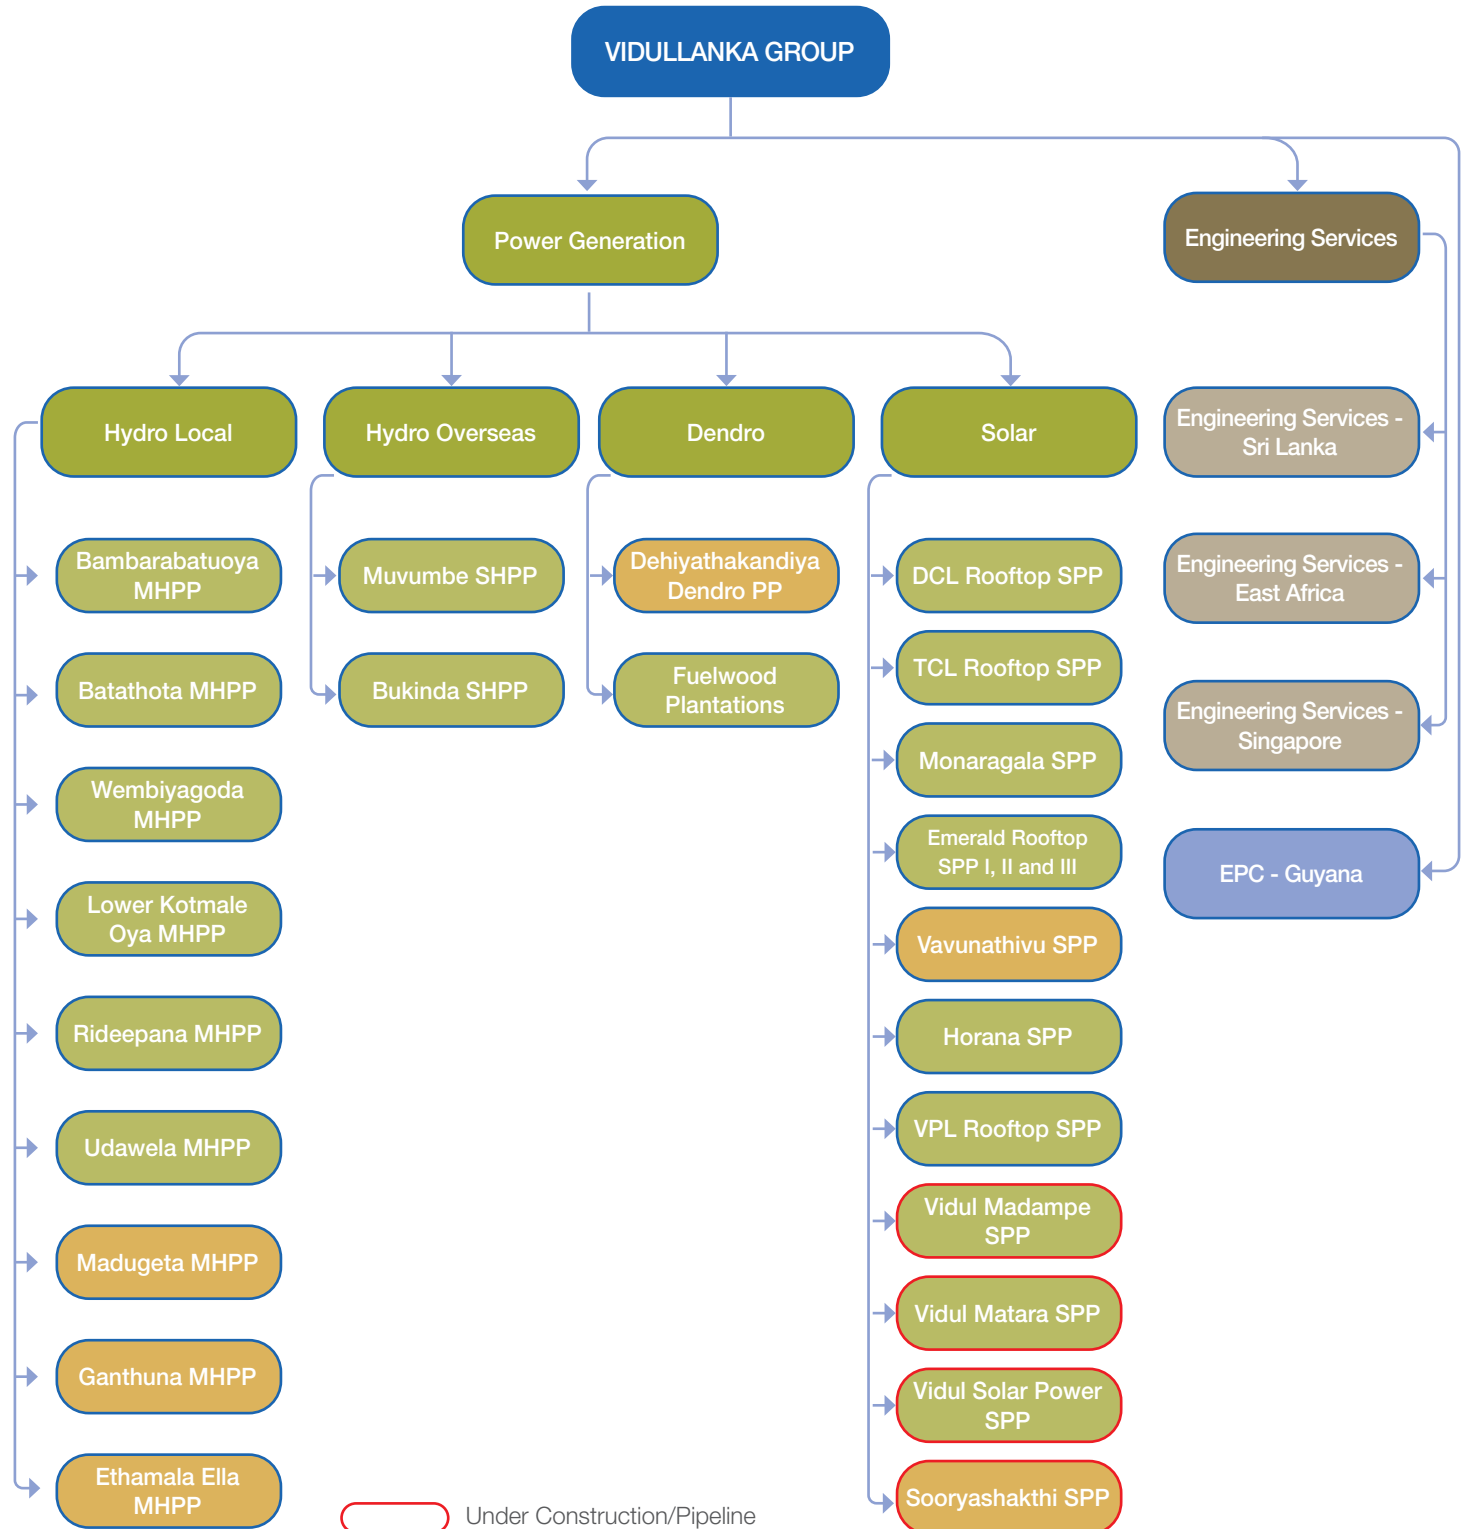 VIDULLANKA GROUP
Power Generation
Engineering Services
Hydro Local
Hydro Overseas
Dendro
Solar
Engineering Services -
Sri Lanka
Bambarabatuoya
MHPP
Batathota MHPP
Wembiyagoda
MHPP
Lower Kotmale
Oya MHPP
Rideepana MHPP
Udawela MHPP
Madugeta MHPP
Ganthuna MHPP
Ethamala Ella
MHPP
Muvumbe SHPP
Bukinda SHPP
Dehiyathakandiya
Dendro PP
Fuelwood
Plantations
DCL Rooftop SPP
TCL Rooftop SPP
Monaragala SPP
Emerald Rooftop
SPP I, II and III
Vavunathivu SPP
Horana SPP
VPL Rooftop SPP
Vidul Madampe
SPP
Vidul Matara SPP
Vidul Solar Power
SPP
Sooryashakthi SPP
Engineering Services -
East Africa
Engineering Services -
Singapore
EPC - Guyana
Under Construction/Pipeline